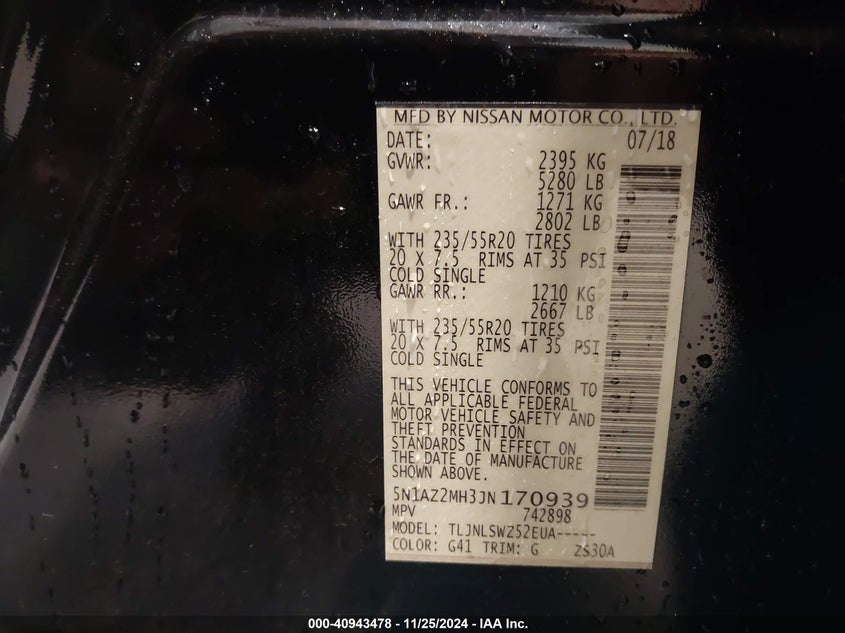 MFD BY NISSAN MOTOR CO., LTD.
DATE: 07/18
GVWR: 2395 KG
5280 LB
GAWR FR.: 1271 KG
2802 LB
WITH 235/55R20 TIRES
20 X 7.5 RIMS AT 35 PSI
COLD SINGLE
GAWR RR.: 1210 KG
2667 LB
WITH 235/55R20 TIRES
20 X 7.5 RIMS AT 35 PSI
COLD SINGLE
THIS VEHICLE CONFORMS TO
ALL APPLICABLE FEDERAL
MOTOR VEHICLE SAFETY AND
THEFT PREVENTION
STANDARDS IN EFFECT ON
THE DATE OF MANUFACTURE
SHOWN ABOVE.
5N1AZ2MH3JN170939
MPV 742898
MODEL: TLJNLSWZ52EUA-----
COLOR: G41 TRIM: G 2S30A
000-40943478 - 11/25/2024 - IAA Inc.